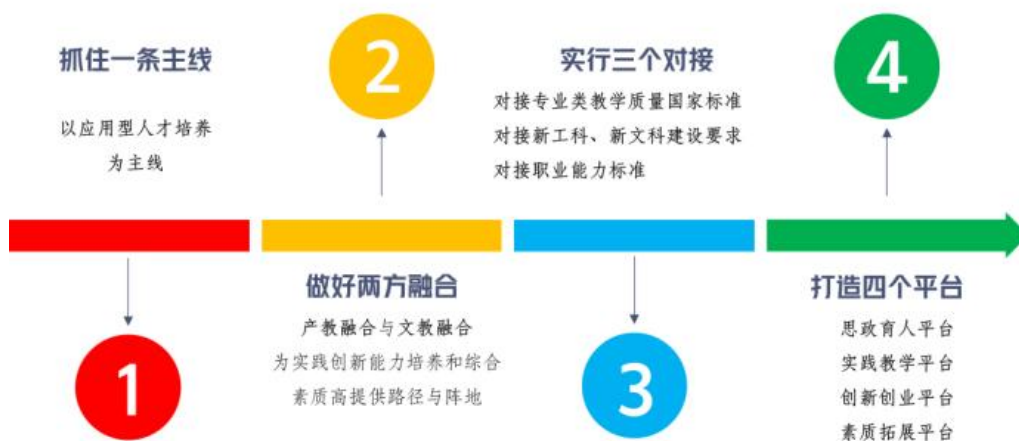 抓住一条主线
以应用型人才培养
为主线
1
2
做好两方融合
产教融合与文教融合
为实践创新能力培养和综合
素质高提供路径与阵地
实行三个对接
对接专业类教学质量国家标准
对接新工科、新文科建设要求
对接职业能力标准
3
4
打造四个平台
思政育人平台
实践教学平台
创新创业平台
素质拓展平台